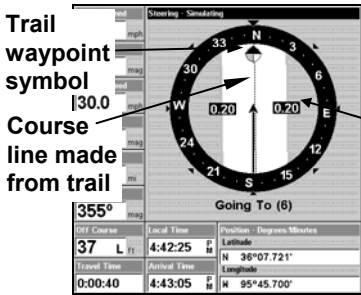 Steering - Simulating
Trail
waypoint
symbol
mph
mag
30.0 mph
Course
line made
from trail
mag
mi
355° mag
N
3
6
E
12
15
S
21
24
W
30
33
0.20
0.20
Going To (6)
Off Course
37 L ft
Local Time
4:42:25 PM
Position - Degrees/Minutes
Latitude
N 36°07.721'
Travel Time
0:00:40
Arrival Time
4:43:05 PM
Longitude
W 95°45.700'